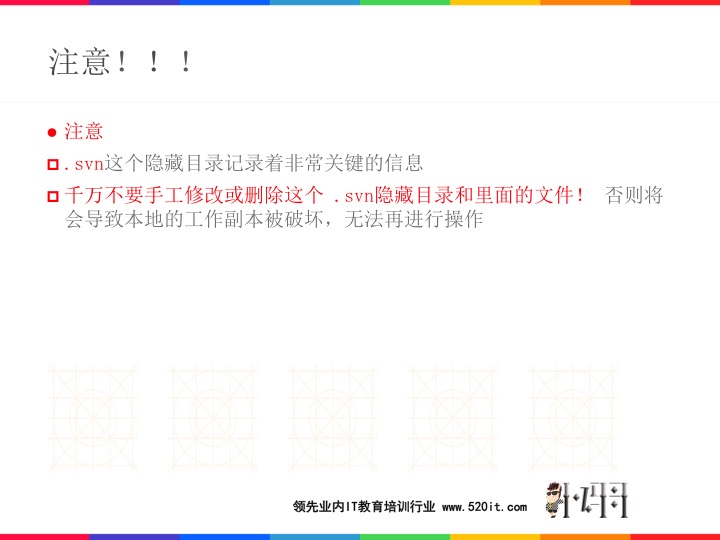 注意！！！
注意
.svn这个隐藏目录记录着非常关键的信息
千万不要手工修改或删除这个 .svn隐藏目录和里面的文件！ 否则将
会导致本地的工作副本被破坏，无法再进行操作
领先业内IT教育培训行业 www.520it.com
小码哥